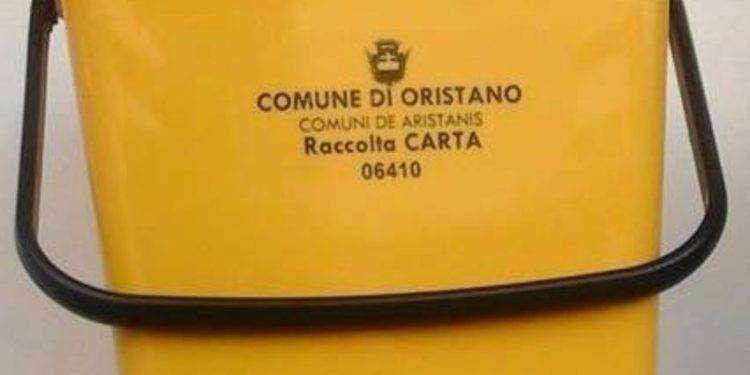 COMUNE DI ORISTANO
COMUNI DE ARISTANIS
Raccolta CARTA
06410